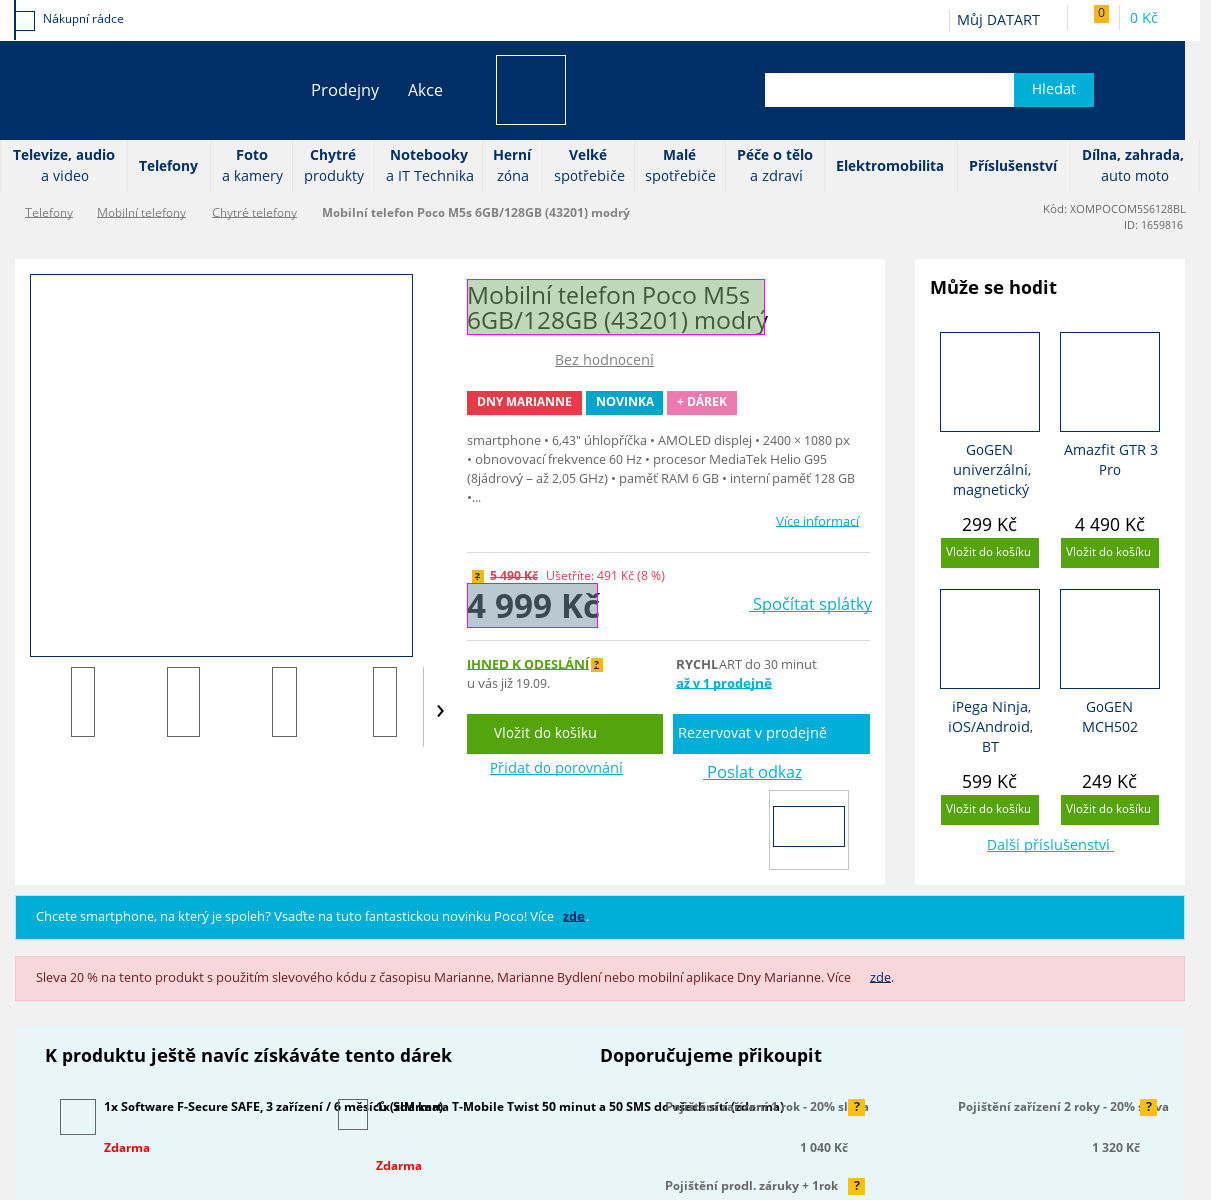 Nákupní rádce
Můj DATART
0
0 Kč
Prodejny
Akce
Hledat
Televize, audio
a video
Telefony
Foto
a kamery
Chytré
produkty
Notebooky
a IT Technika
Herní
zóna
Velké
spotřebiče
Malé
spotřebiče
Péče o tělo
a zdraví
Elektromobilita
Příslušenství
Dílna, zahrada,
auto moto
Telefony
Mobilní telefony
Chytré telefony
Mobilní telefon Poco M5s 6GB/128GB (43201) modrý
Kód: XOMPOCOM5S6128BL
ID: 1659816
Mobilní telefon Poco M5s
6GB/128GB (43201) modrý
Bez hodnocení
DNY MARIANNE
NOVINKA
+ DÁREK
smartphone • 6,43" úhlopříčka • AMOLED displej • 2400 × 1080 px
• obnovovací frekvence 60 Hz • procesor MediaTek Helio G95
(8jádrový – až 2,05 GHz) • paměť RAM 6 GB • interní paměť 128 GB
•...
Více informací
? 5 490 Kč Ušetříte: 491 Kč (8 %)
4 999 Kč
Spočítat splátky
IHNED K ODESLÁNÍ ?
u vás již 19.09.
RYCHLART do 30 minut
až v 1 prodejně
Vložit do košíku
Rezervovat v prodejně
Přidat do porovnání
Poslat odkaz
Může se hodit
GoGEN
univerzální,
magnetický
299 Kč
Vložit do košíku
Amazfit GTR 3
Pro
4 490 Kč
Vložit do košíku
iPega Ninja,
iOS/Android,
BT
599 Kč
Vložit do košíku
GoGEN
MCH502
249 Kč
Vložit do košíku
Další příslušenství
Chcete smartphone, na který je spoleh? Vsaďte na tuto fantastickou novinku Poco! Více zde.
Sleva 20 % na tento produkt s použitím slevového kódu z časopisu Marianne, Marianne Bydlení nebo mobilní aplikace Dny Marianne. Více zde.
K produktu ještě navíc získáváte tento dárek
1x Software F-Secure SAFE, 3 zařízení / 6 měsíců (zdarma)
Zdarma
1x SIM karta T-Mobile Twist 50 minut a 50 SMS do všech sítí (zdarma)
Zdarma
Doporučujeme přikoupit
Pojištění zařízení 1 rok - 20% sleva ?
1 040 Kč
Pojištění zařízení 2 roky - 20% sleva ?
1 320 Kč
Pojištění prodl. záruky + 1rok ?